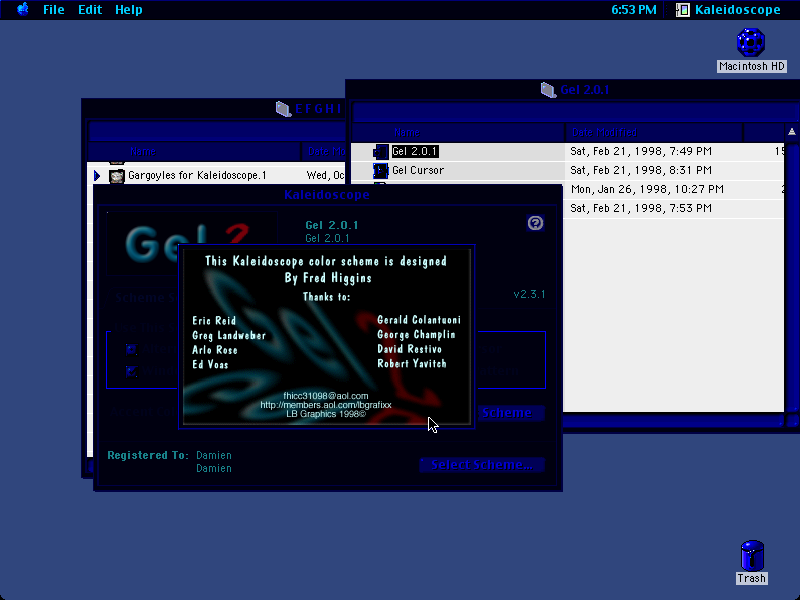 File Edit Help
6:53 PM
Kaleidoscope
Macintosh HD
EFGHI
Gel 2.0.1
Name
Date Modified
Name
Gel 2.0.1
Sat, Feb 21, 1998, 7:49 PM
Gel Cursor
Sat, Feb 21, 1998, 8:31 PM
Mon, Jan 26, 1998, 10:27 PM
Sat, Feb 21, 1998, 7:53 PM
Gargoyles for Kaleidoscope.1
Wed, Oc
Kaleidoscope
Gel 2
Gel 2.0.1
Gel 2.0.1
v2.3.1
This Kaleidoscope color scheme is designed
By Fred Higgins
Thanks to:
Eric Reid
Greg Landweber
Arlo Rose
Ed Voas
Gerald Colantuoni
George Champlin
David Restivo
Robert Yavitch
fhicc31098@aol.com
http://members.aol.com/lbgrafixx
LB Graphics 1998©
Scheme
Registered To: Damien
Damien
Select Scheme...
Trash